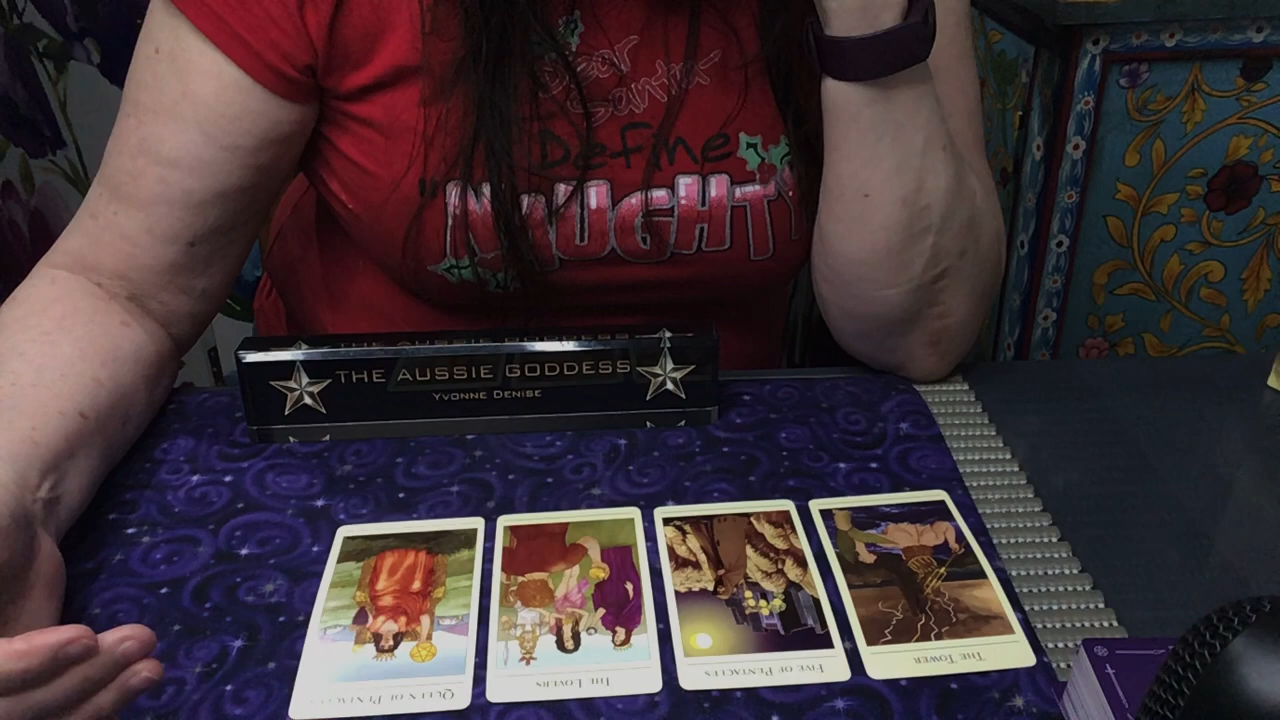 Dear
Santa
Define
"NAUGHTY
THE AUSSIE GODDESS
YVONNE DENISE
QUEEN OF PENTACLES
THE LOVERS
FIVE OF PENTACLES
THE TOWER